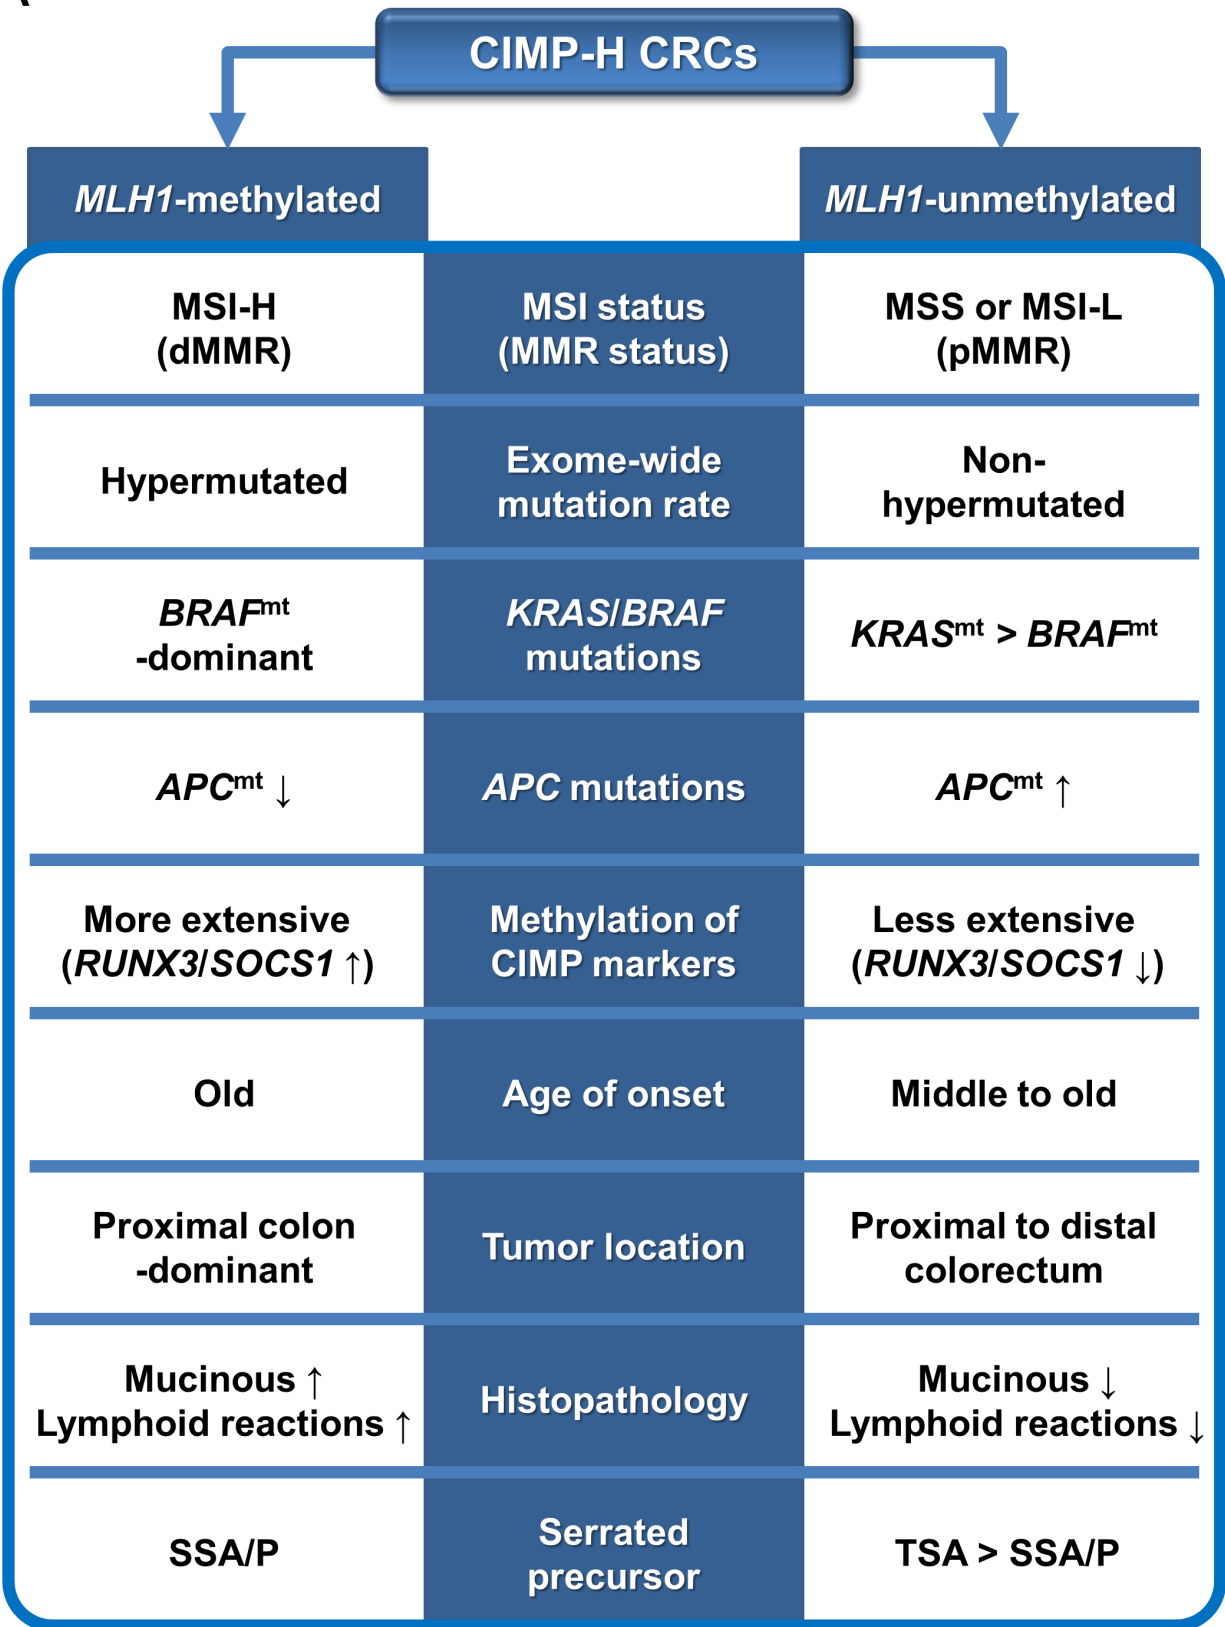 CIMP-H CRCs
MLH1-methylated
MLH1-unmethylated
MSI-H
(dMMR)
MSI status
(MMR status)
MSS or MSI-L
(pMMR)
Hypermutated
Exome-wide
mutation rate
Non-
hypermutated
BRAFmt
-dominant
KRAS/BRAF
mutations
KRASmt > BRAFmt
APCmt ↓
APC mutations
APCmt ↑
More extensive
(RUNX3/SOCS1 ↑)
Methylation of
CIMP markers
Less extensive
(RUNX3/SOCS1 ↓)
Old
Age of onset
Middle to old
Proximal colon
-dominant
Tumor location
Proximal to distal
colorectum
Mucinous ↑
Lymphoid reactions ↑
Histopathology
Mucinous ↓
Lymphoid reactions ↓
SSA/P
Serrated
precursor
TSA > SSA/P